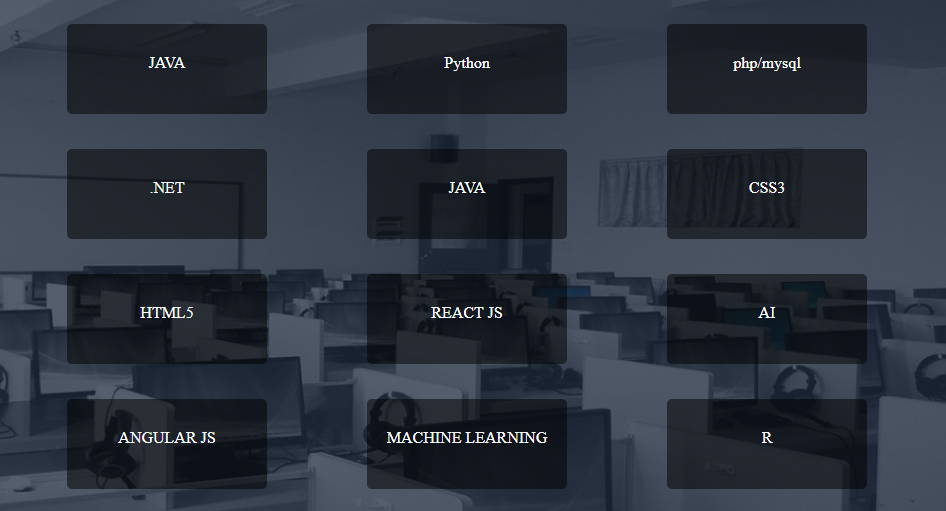 JAVA
Python
php/mysql
.NET
JAVA
CSS3
HTML5
REACT JS
AI
ANGULAR JS
MACHINE LEARNING
R